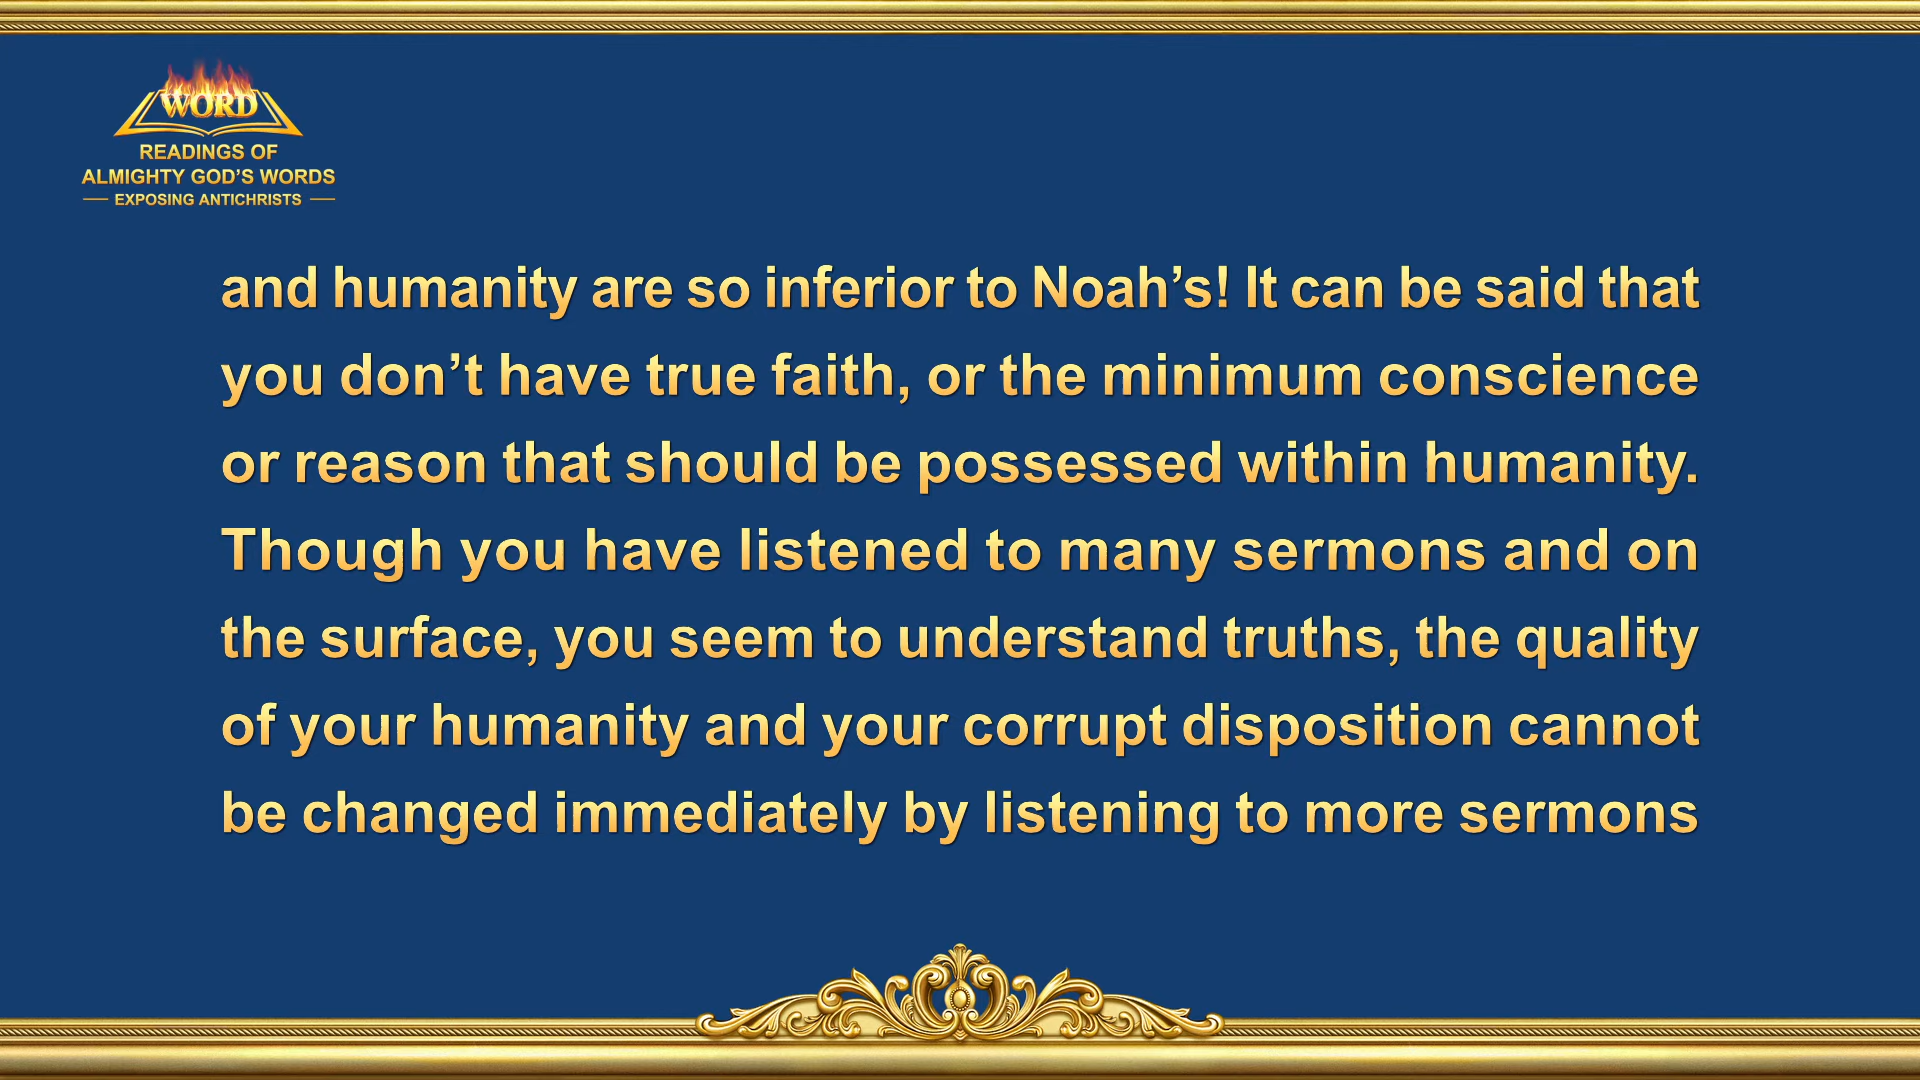 WORD
READINGS OF
ALMIGHTY GOD’S WORDS
EXPOSING ANTICHRISTS
and humanity are so inferior to Noah’s! It can be said that
you don’t have true faith, or the minimum conscience
or reason that should be possessed within humanity.
Though you have listened to many sermons and on
the surface, you seem to understand truths, the quality
of your humanity and your corrupt disposition cannot
be changed immediately by listening to more sermons